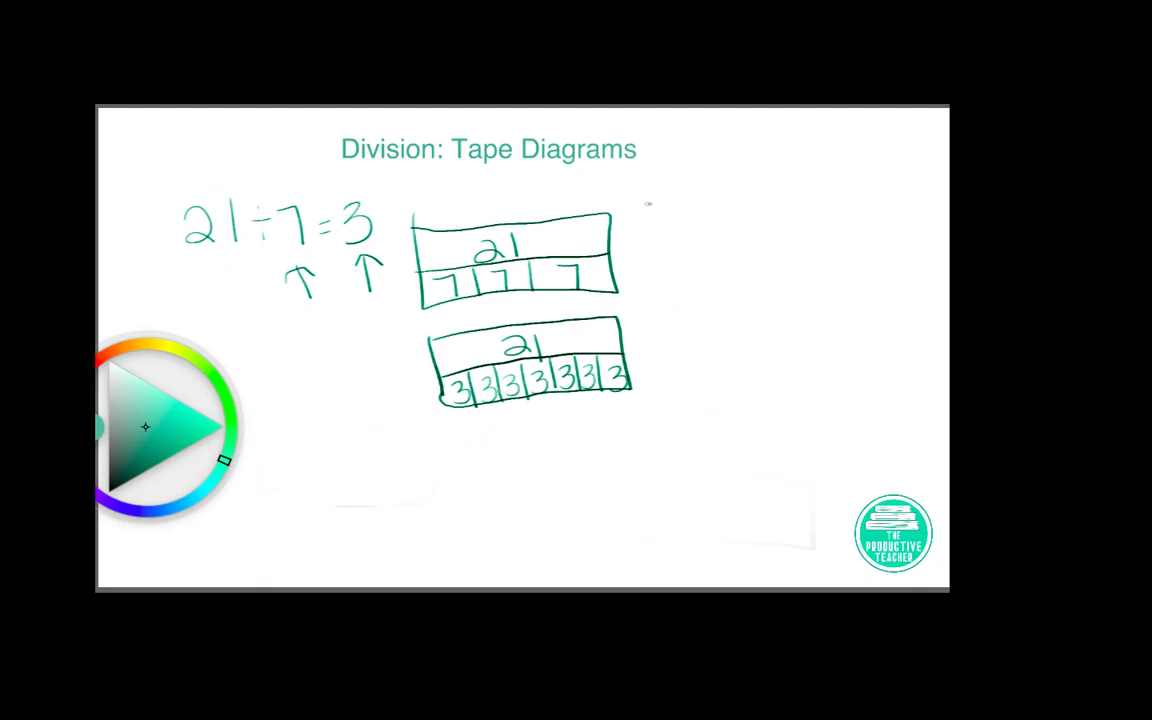 Division: Tape Diagrams
21÷7=3
21
7 7 7
21
3 3 3 3 3 3 3
THE
PRODUCTIVE
TEACHER